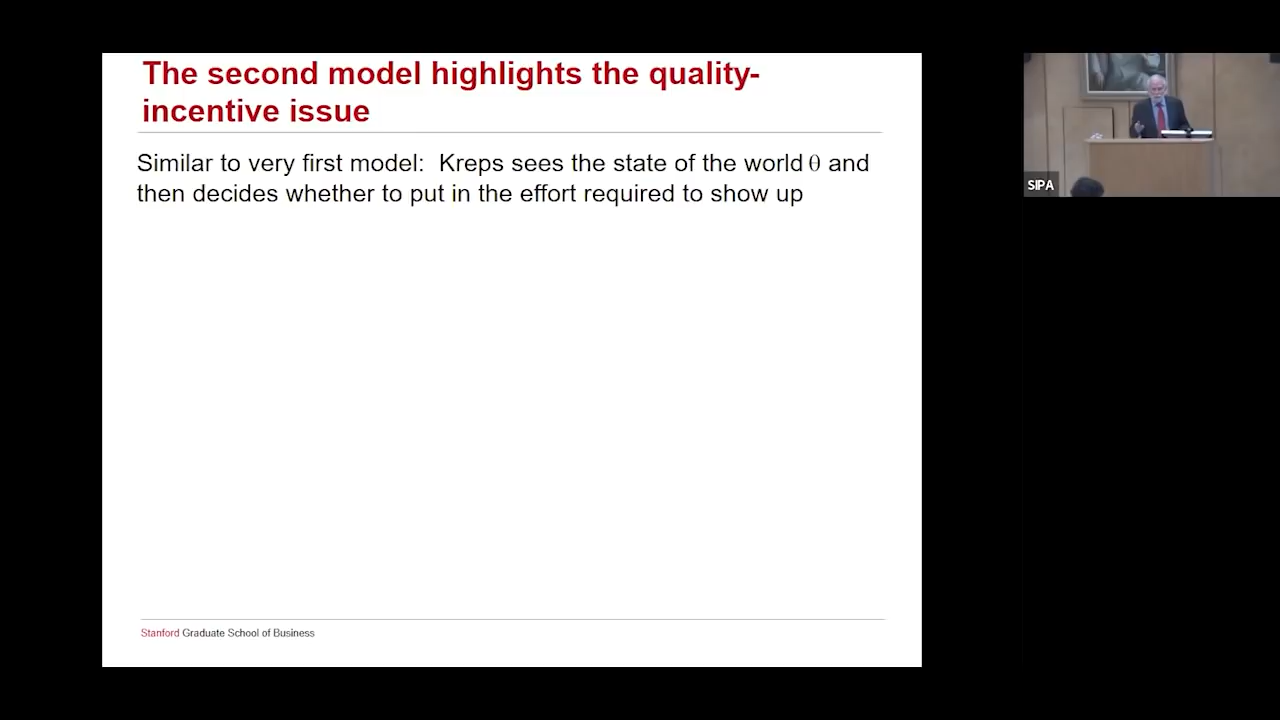 The second model highlights the quality-
incentive issue
Similar to very first model:  Kreps sees the state of the world θ and
then decides whether to put in the effort required to show up
SIPA
Stanford Graduate School of Business